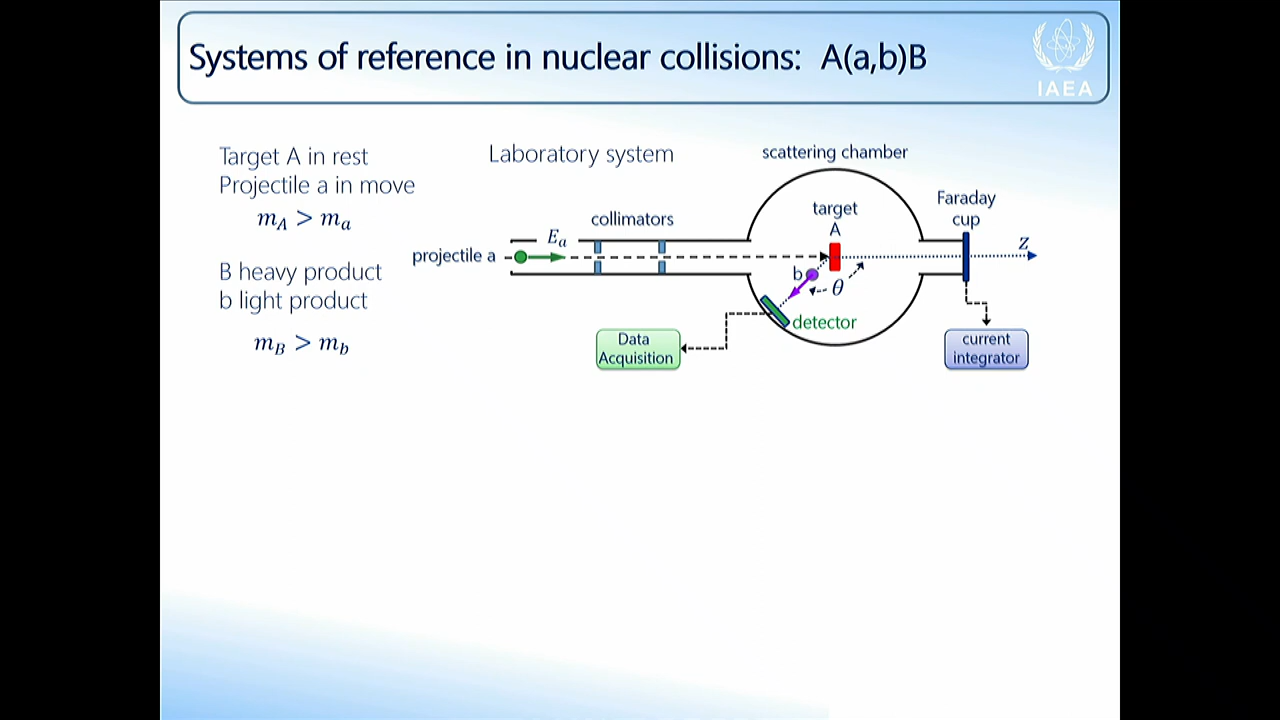 Systems of reference in nuclear collisions: A(a,b)B
IAEA
Target A in rest
Projectile a in move
m_A > m_a
B heavy product
b light product
m_B > m_b
Laboratory system
scattering chamber
collimators
target
A
Faraday
cup
projectile a
E_a
z
b
θ
detector
Data
Acquisition
current
integrator